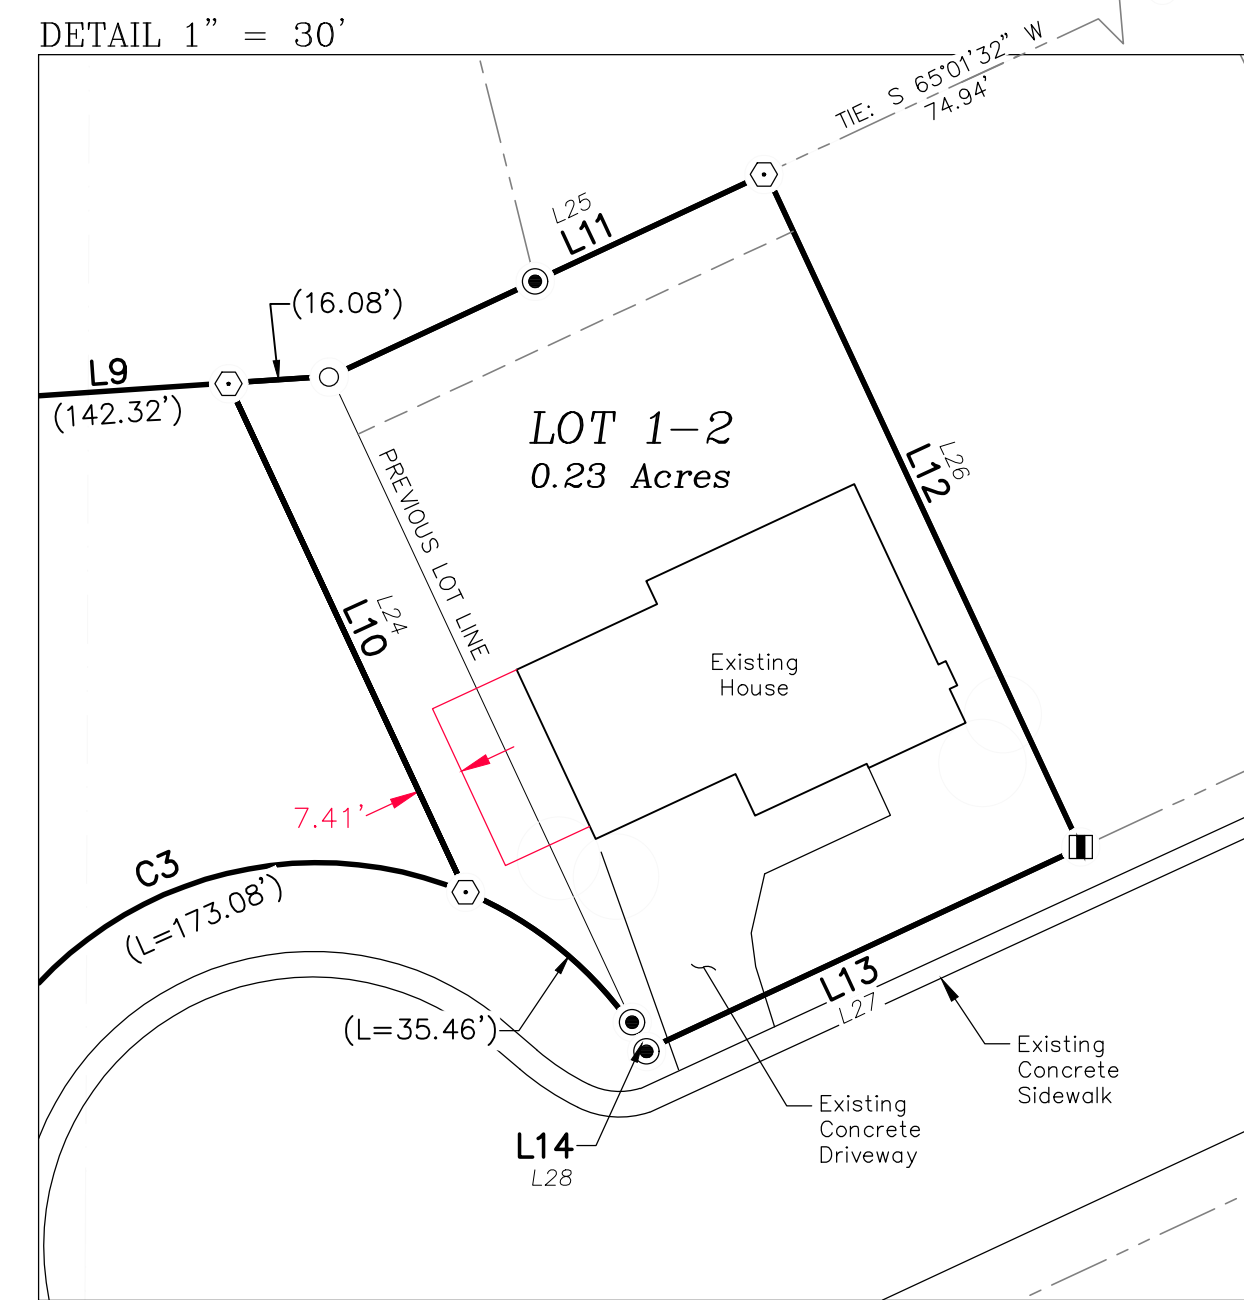 DETAIL 1" = 30'
TIE: S 65°01'32" W
74.94'
L25
L11
(16.08')
L9
(142.32')
LOT 1-2
0.23 Acres
L26
L12
PREVIOUS LOT LINE
L24
L10
Existing
House
7.41'
C3
(L=173.08')
L13
L27
(L=35.46')
Existing
Concrete
Sidewalk
Existing
Concrete
Driveway
L14
L28